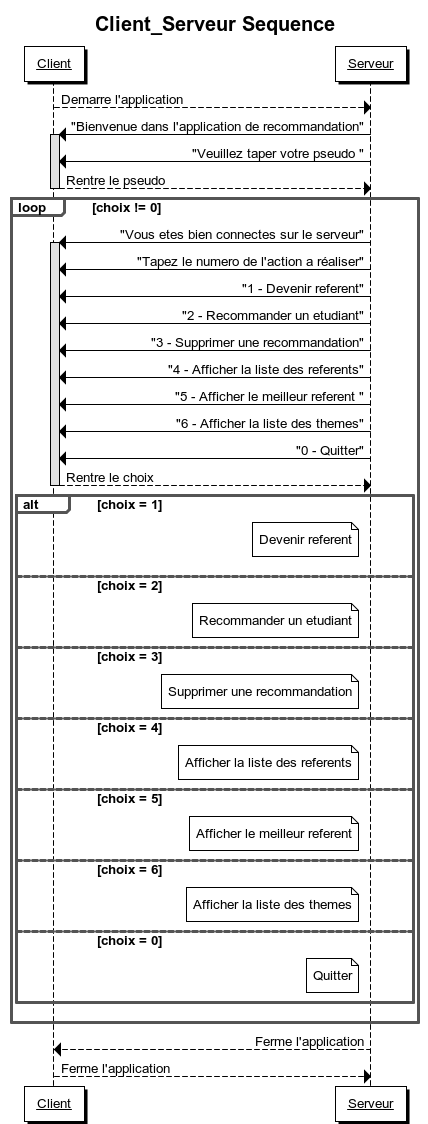 Client_Serveur Sequence
Client
Serveur
Demarre l'application
"Bienvenue dans l'application de recommandation"
"Veuillez taper votre pseudo "
Rentre le pseudo
loop
[choix != 0]
"Vous etes bien connectes sur le serveur"
"Tapez le numero de l'action a réaliser"
"1 - Devenir referent"
"2 - Recommander un etudiant"
"3 - Supprimer une recommandation"
"4 - Afficher la liste des referents"
"5 - Afficher le meilleur referent "
"6 - Afficher la liste des themes"
"0 - Quitter"
Rentre le choix
alt
[choix = 1]
Devenir referent
[choix = 2]
Recommander un etudiant
[choix = 3]
Supprimer une recommandation
[choix = 4]
Afficher la liste des referents
[choix = 5]
Afficher le meilleur referent
[choix = 6]
Afficher la liste des themes
[choix = 0]
Quitter
Ferme l'application
Ferme l'application
Client
Serveur